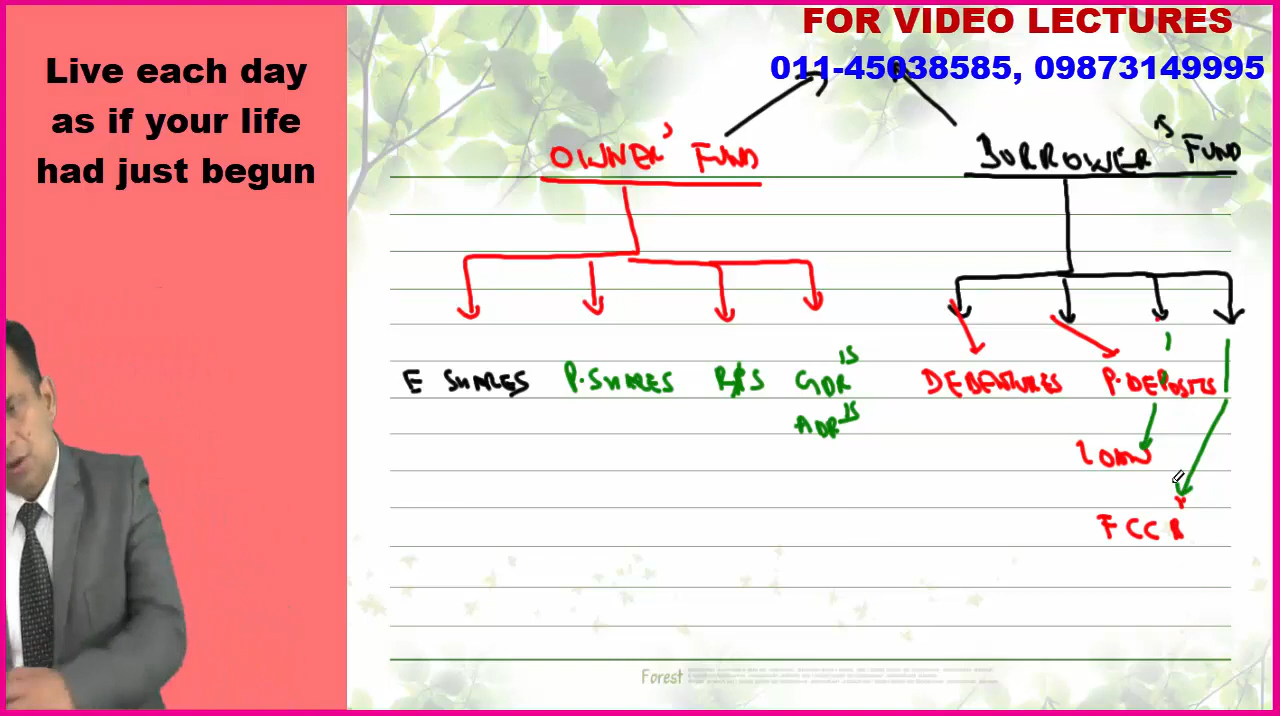 FOR VIDEO LECTURES
011-45038585, 09873149995
Live each day
as if your life
had just begun
OWNER'S FUND
BORROWER'S FUND
E SHARES P.SHARES R/S GDR'S
ADR'S
DEBENTURES P.DEPOSITS
LOAN
FCCB
Forest